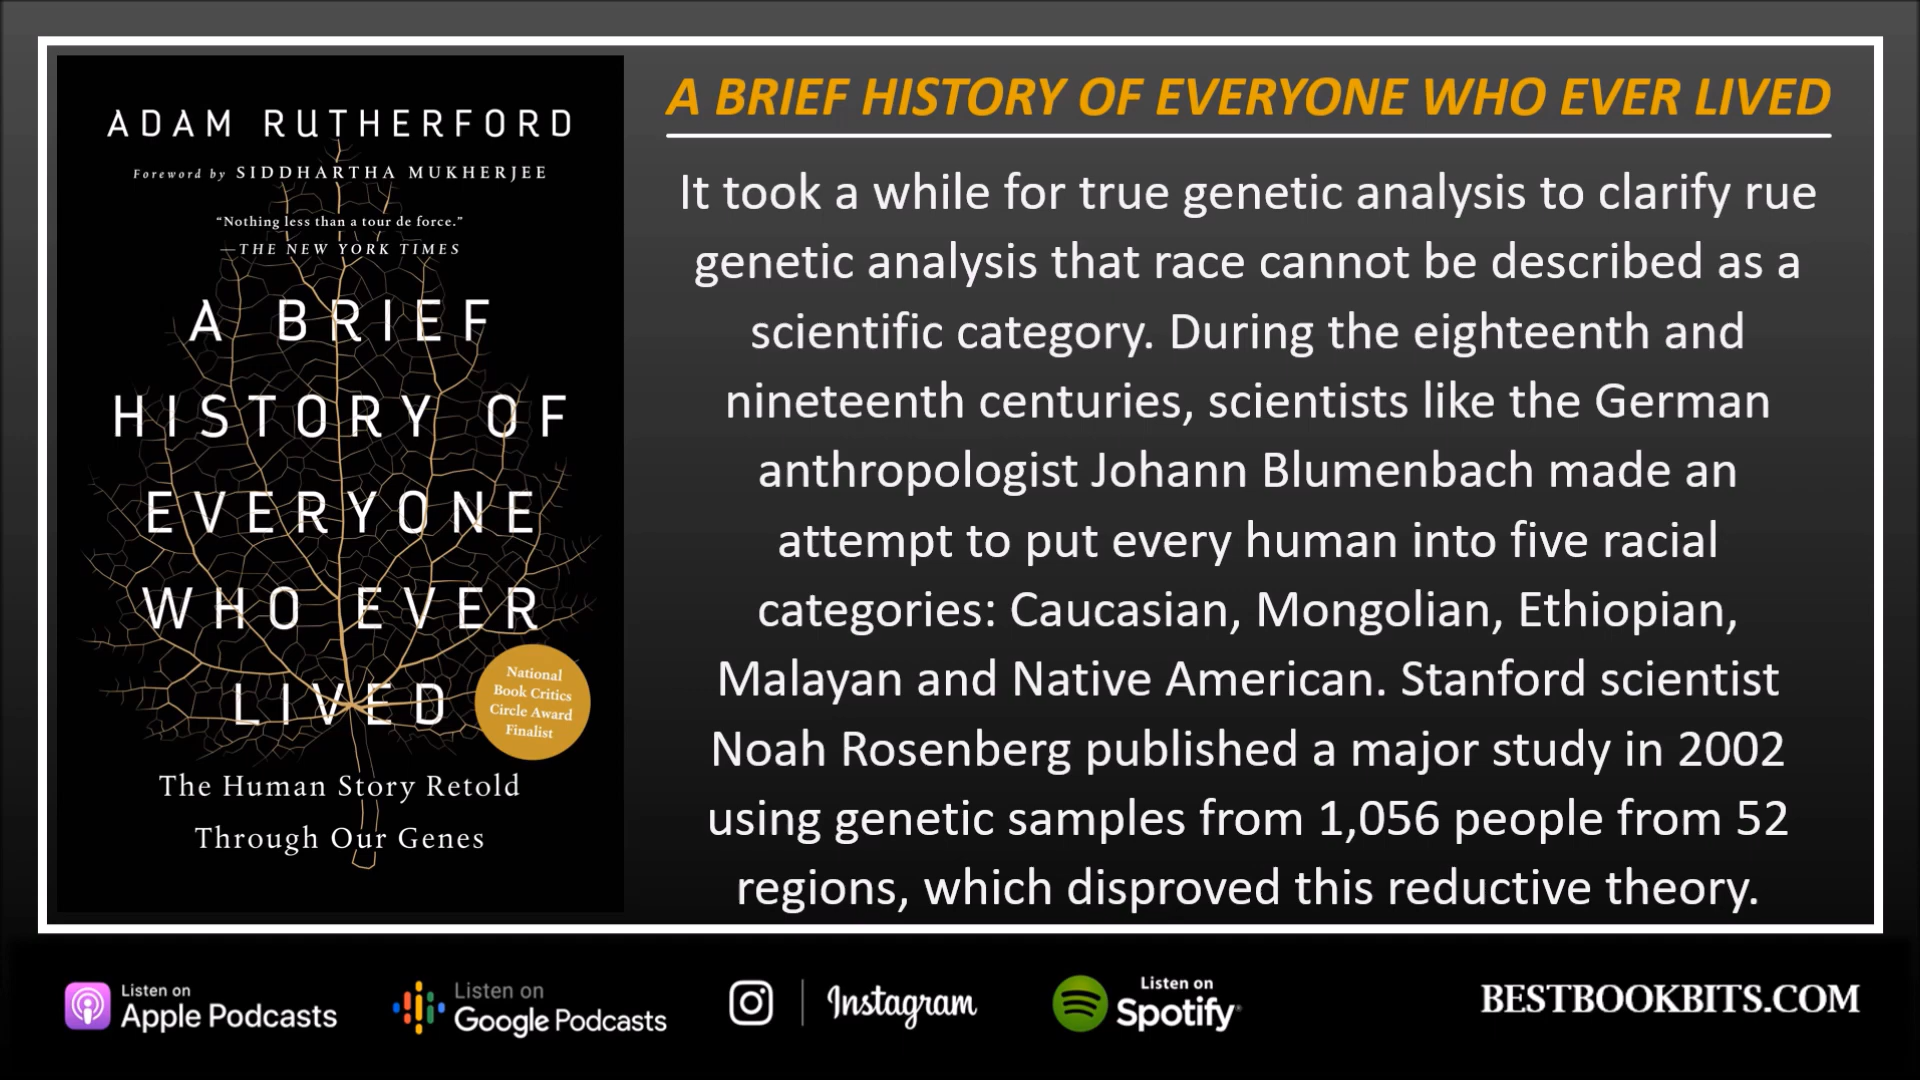 ADAM RUTHERFORD
Foreword by SIDDHARTHA MUKHERJEE
“Nothing less than a tour de force.”
—THE NEW YORK TIMES
A BRIEF
HISTORY OF
EVERYONE
WHO EVER
LIVED
National
Book Critics
Circle Award
Finalist
The Human Story Retold
Through Our Genes
A BRIEF HISTORY OF EVERYONE WHO EVER LIVED
It took a while for true genetic analysis to clarify rue
genetic analysis that race cannot be described as a
scientific category. During the eighteenth and
nineteenth centuries, scientists like the German
anthropologist Johann Blumenbach made an
attempt to put every human into five racial
categories: Caucasian, Mongolian, Ethiopian,
Malayan and Native American. Stanford scientist
Noah Rosenberg published a major study in 2002
using genetic samples from 1,056 people from 52
regions, which disproved this reductive theory.
Listen on
Apple Podcasts
Listen on
Google Podcasts
Instagram
Listen on
Spotify
BESTBOOKBITS.COM